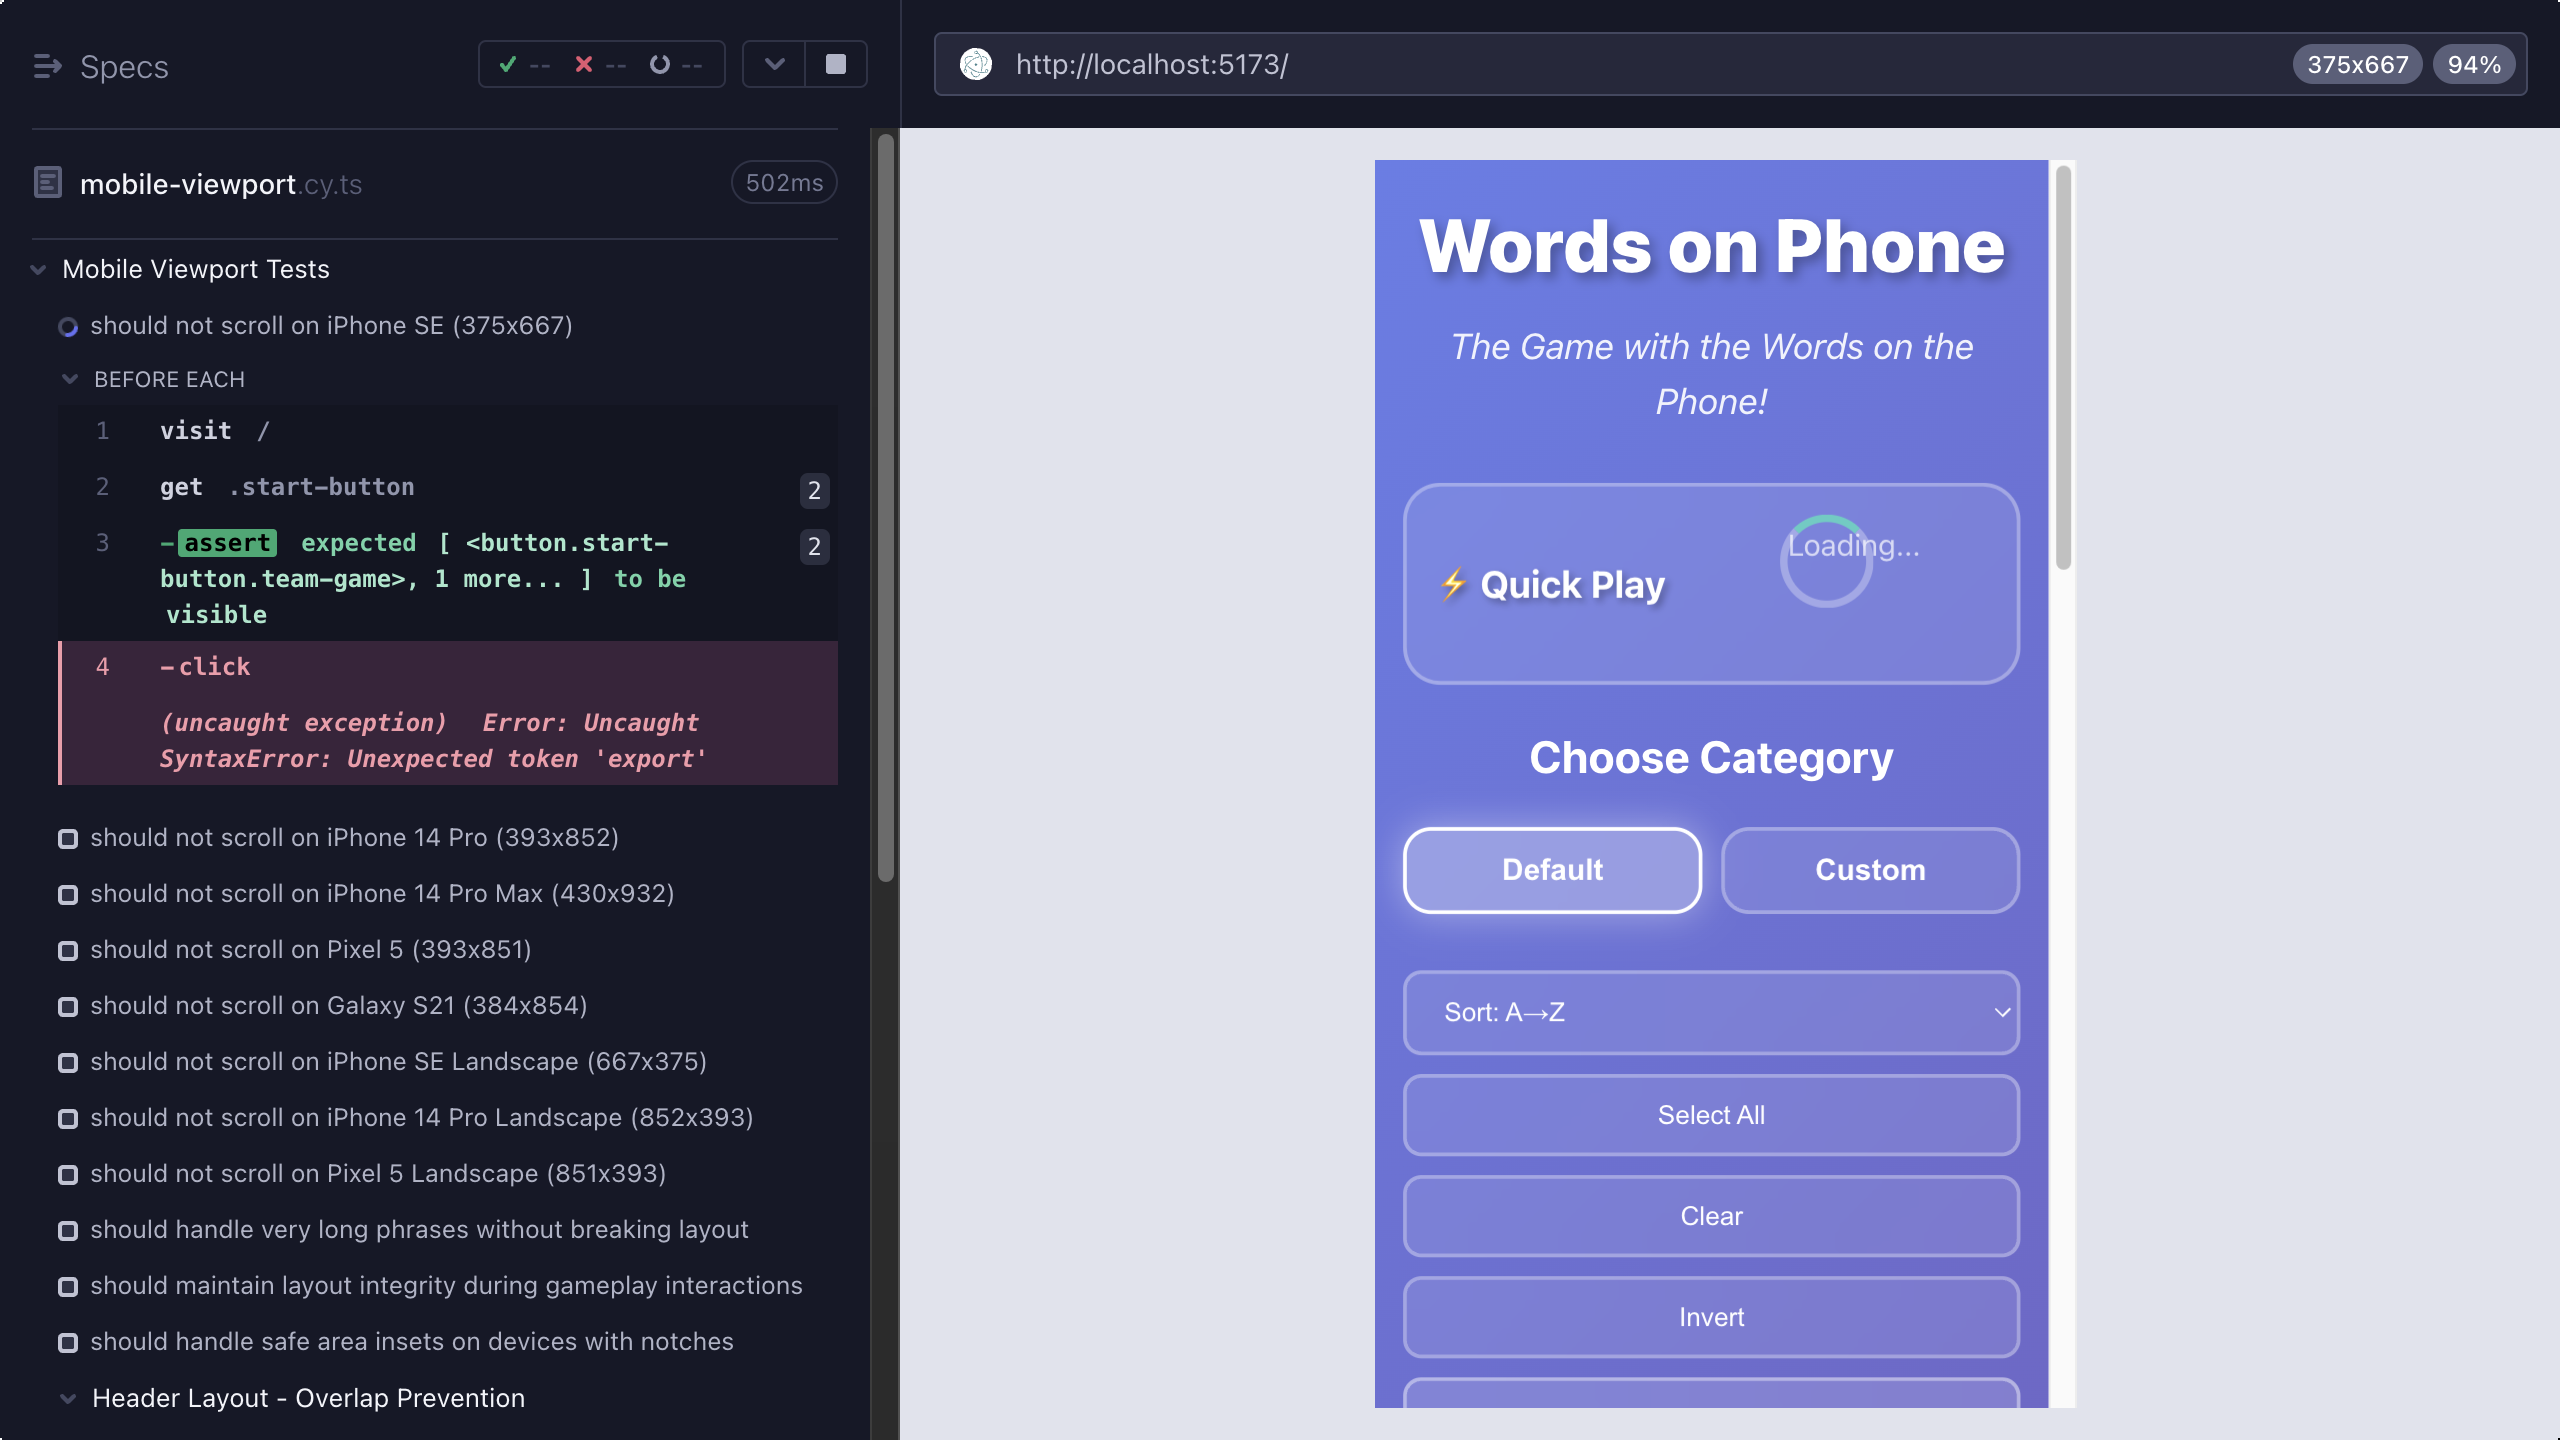 Specs
-- -- --
mobile-viewport.cy.ts
502ms
Mobile Viewport Tests
should not scroll on iPhone SE (375x667)
BEFORE EACH
1 visit /
2 get .start-button 2
3 -assert expected [ <button.start-
button.team-game>, 1 more... ] to be
visible
2
4 -click
(uncaught exception) Error: Uncaught
SyntaxError: Unexpected token 'export'
should not scroll on iPhone 14 Pro (393x852)
should not scroll on iPhone 14 Pro Max (430x932)
should not scroll on Pixel 5 (393x851)
should not scroll on Galaxy S21 (384x854)
should not scroll on iPhone SE Landscape (667x375)
should not scroll on iPhone 14 Pro Landscape (852x393)
should not scroll on Pixel 5 Landscape (851x393)
should handle very long phrases without breaking layout
should maintain layout integrity during gameplay interactions
should handle safe area insets on devices with notches
Header Layout - Overlap Prevention
http://localhost:5173/
375x667
94%
Words on Phone
The Game with the Words on the
Phone!
⚡ Quick Play
Loading...
Choose Category
Default
Custom
Sort: A→Z
Select All
Clear
Invert